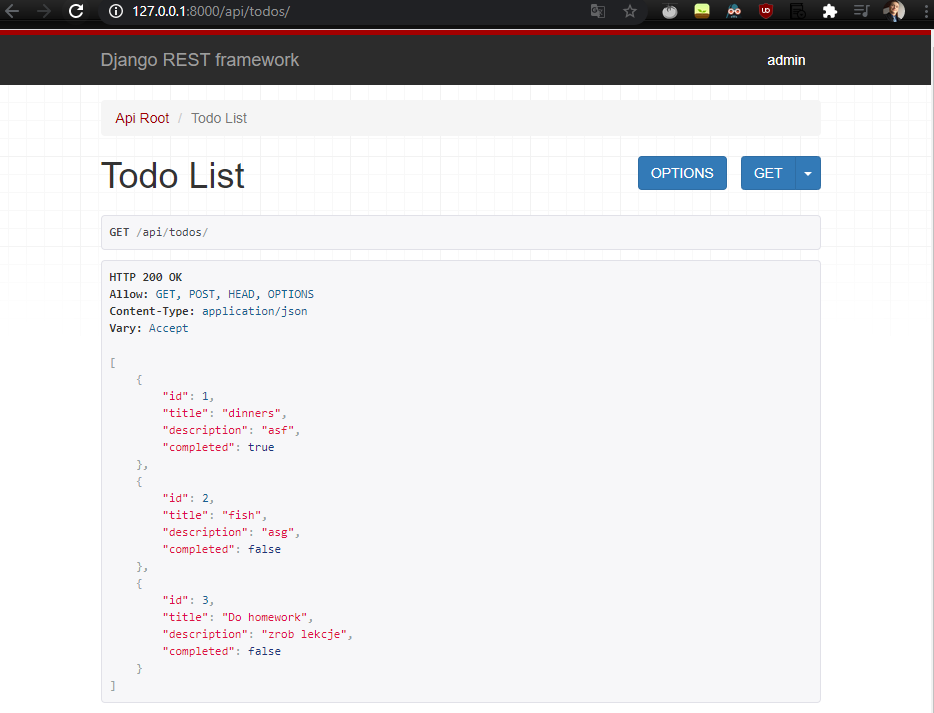 127.0.0.1:8000/api/todos/
Django REST framework
admin
Api Root / Todo List
Todo List
OPTIONS
GET
GET /api/todos/
HTTP 200 OK
Allow: GET, POST, HEAD, OPTIONS
Content-Type: application/json
Vary: Accept
[
    {
        "id": 1,
        "title": "dinners",
        "description": "asf",
        "completed": true
    },
    {
        "id": 2,
        "title": "fish",
        "description": "asg",
        "completed": false
    },
    {
        "id": 3,
        "title": "Do homework",
        "description": "zrob lekcje",
        "completed": false
    }
]